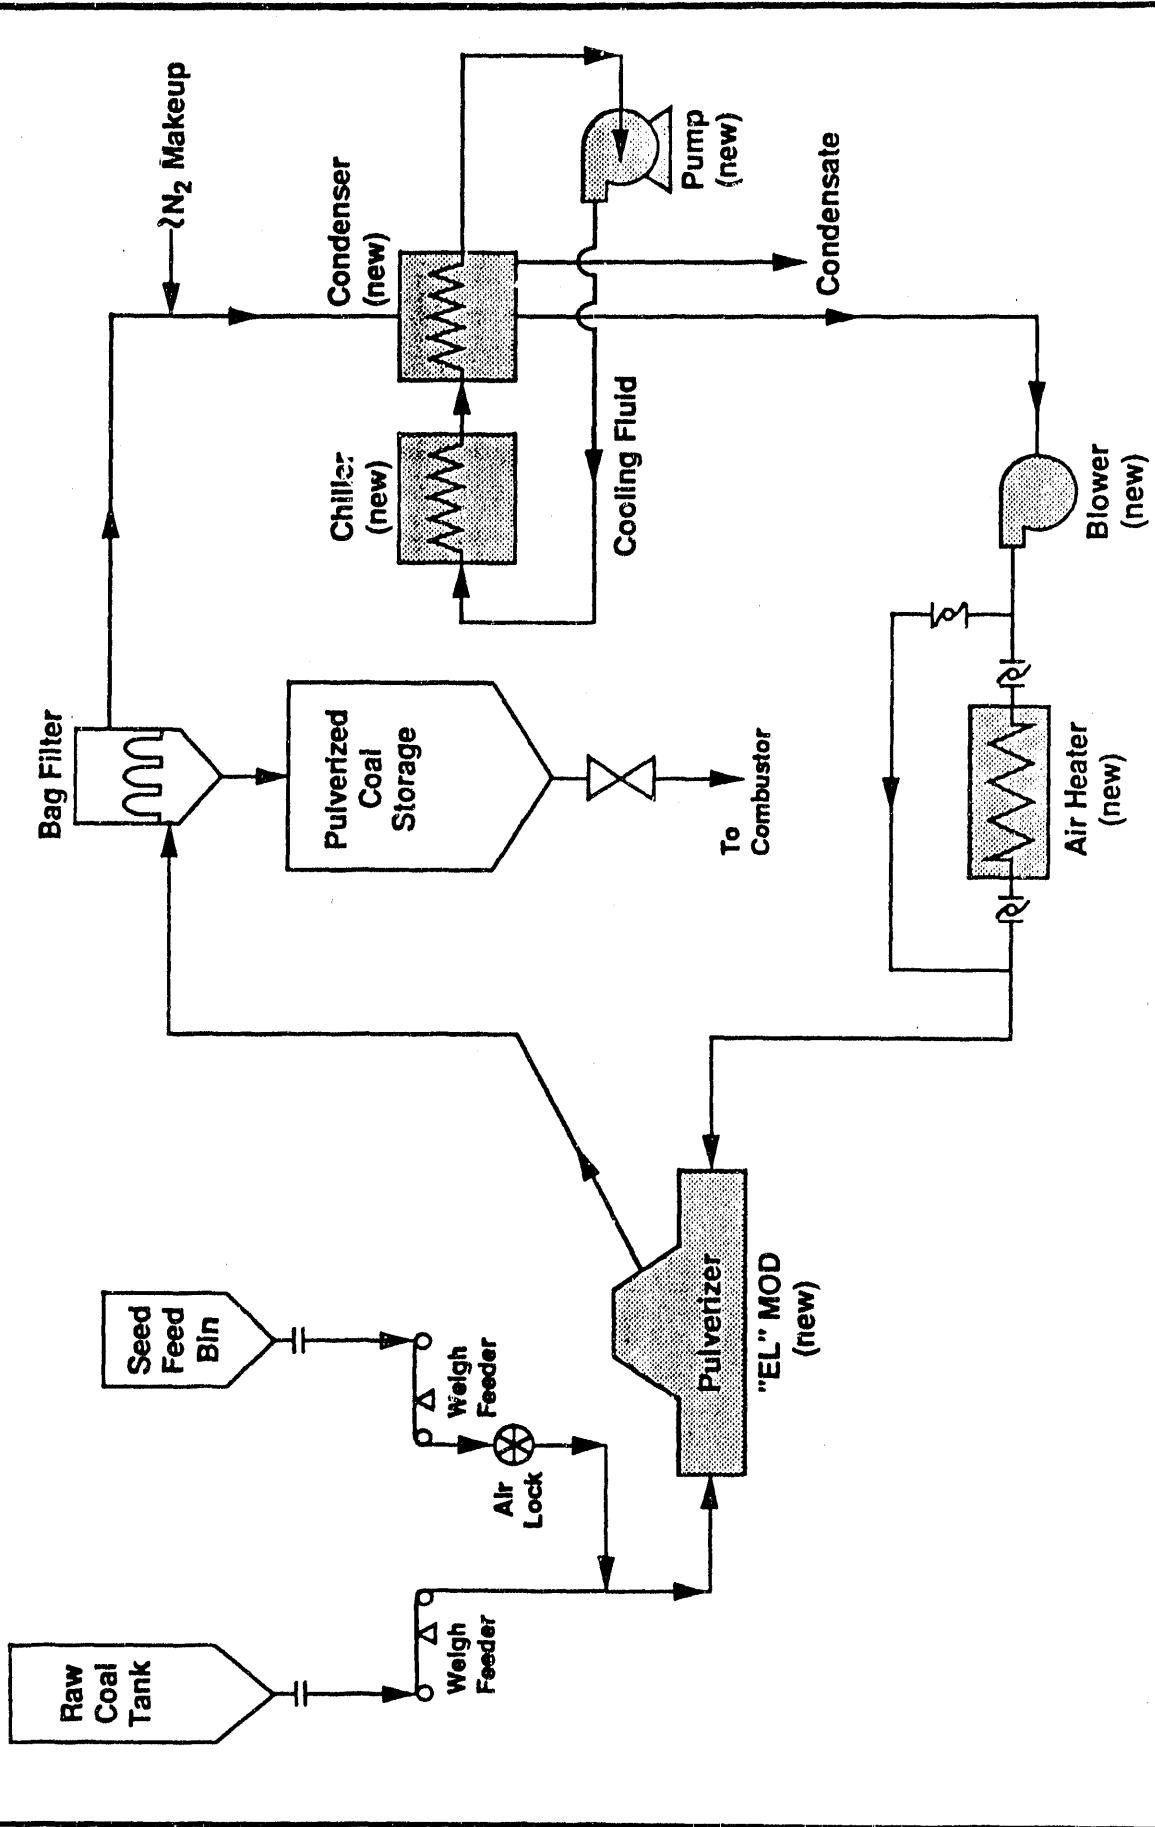 Raw
Coal
Tank
Weigh
Feeder
Seed
Feed
Bin
Weigh
Feeder
Air
Lock
Pulverizer
"EL" MOD
(new)
Bag Filter
Pulverized
Coal
Storage
To
Combustor
N2 Makeup
Condenser
(new)
Chiller
(new)
Pump
(new)
Cooling Fluid
Condensate
Blower
(new)
Air Heater
(new)